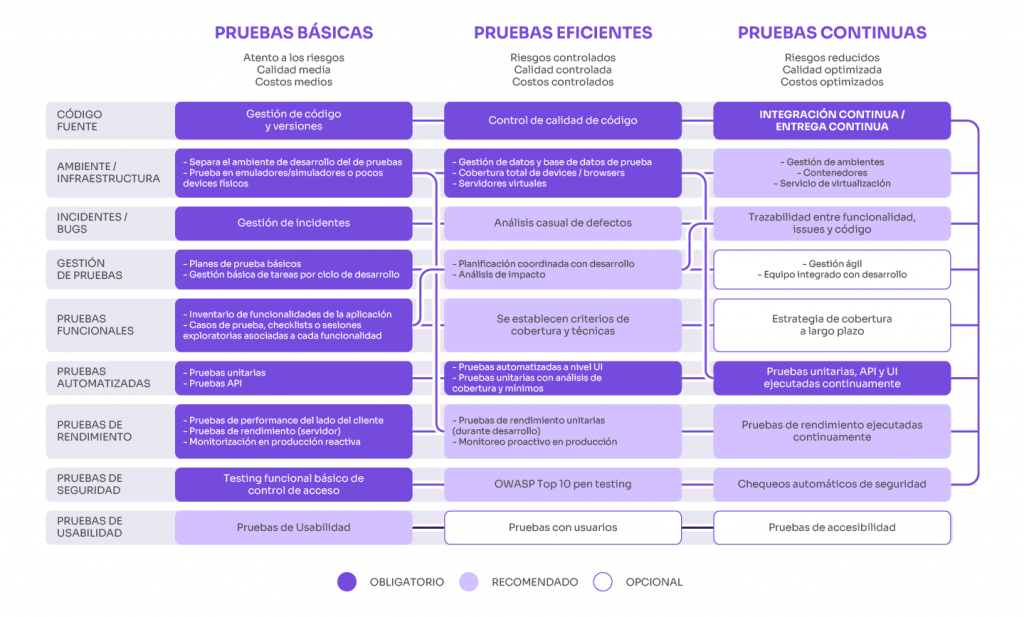 PRUEBAS BÁSICAS
Atento a los riesgos
Calidad media
Costos medios
PRUEBAS EFICIENTES
Riesgos controlados
Calidad controlada
Costos controlados
PRUEBAS CONTINUAS
Riesgos reducidos
Calidad optimizada
Costos optimizados
CÓDIGO
FUENTE
Gestión de código
y versiones
Control de calidad de código
INTEGRACIÓN CONTINUA /
ENTREGA CONTINUA
AMBIENTE /
INFRAESTRUCTURA
- Separa el ambiente de desarrollo del de pruebas
- Prueba en emuladores/simuladores o pocos
devices físicos
- Gestión de datos y base de datos de prueba
- Cobertura total de devices / browsers
- Servidores virtuales
- Gestión de ambientes
- Contenedores
- Servicio de virtualización
INCIDENTES /
BUGS
Gestión de incidentes
Análisis casual de defectos
Trazabilidad entre funcionalidad,
issues y código
GESTIÓN
DE PRUEBAS
- Planes de prueba básicos
- Gestión básica de tareas por ciclo de desarrollo
- Planificación coordinada con desarrollo
- Análisis de impacto
- Gestión ágil
- Equipo integrado con desarrollo
PRUEBAS
FUNCIONALES
- Inventario de funcionalidades de la aplicación
- Casos de prueba, checklists o sesiones
exploratorias asociadas a cada funcionalidad
Se establecen criterios de
cobertura y técnicas
Estrategia de cobertura
a largo plazo
PRUEBAS
AUTOMATIZADAS
- Pruebas unitarias
- Pruebas API
- Pruebas automatizadas a nivel UI
- Pruebas unitarias con análisis de
cobertura y mínimos
Pruebas unitarias, API y UI
ejecutadas continuamente
PRUEBAS DE
RENDIMIENTO
- Pruebas de performance del lado del cliente
- Pruebas de rendimiento (servidor)
- Monitorización en producción reactiva
- Pruebas de rendimiento unitarias
(durante desarrollo)
- Monitoreo proactivo en producción
Pruebas de rendimiento ejecutadas
continuamente
PRUEBAS DE
SEGURIDAD
Testing funcional básico de
control de acceso
OWASP Top 10 pen testing
Chequeos automáticos de seguridad
PRUEBAS DE
USABILIDAD
Pruebas de Usabilidad
Pruebas con usuarios
Pruebas de accesibilidad
OBLIGATORIO
RECOMENDADO
OPCIONAL